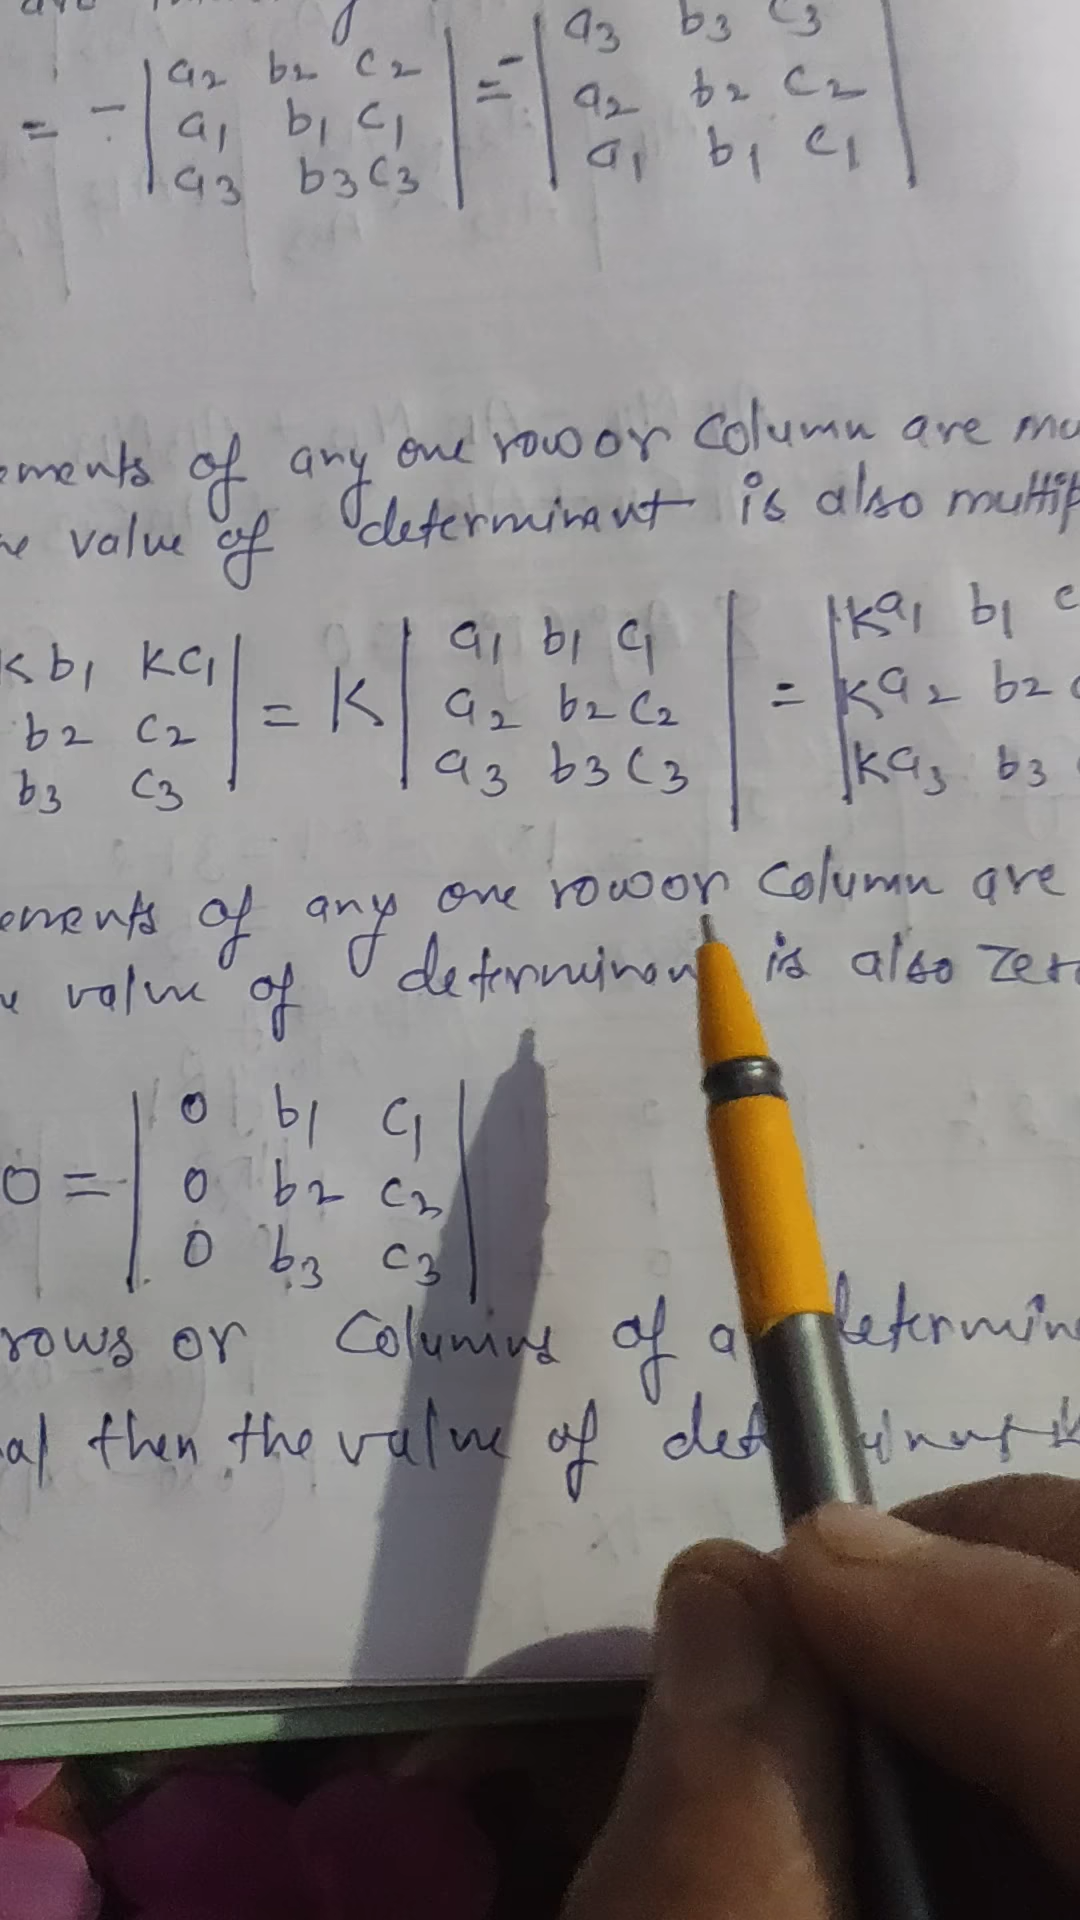 = - | a2 b2 c2 | = - | a3 b3 c3 |
| a1 b1 c1 | | a2 b2 c2 |
| a3 b3 c3 | | a1 b1 c1 |
of any one row or column are
value of determinant is also
kb1 kc1 | = K | a1 b1 c1 | = | ka1 b1 c
b2 c2 | | a2 b2 c2 | | ka2 b2 c
b3 c3 | | a3 b3 c3 | | ka3 b3
of any one row or column are
value of is also
0 = | 0 b1 c1 |
| 0 b2 c2 |
| 0 b3 c3 |
rows or columns of a
then the value of